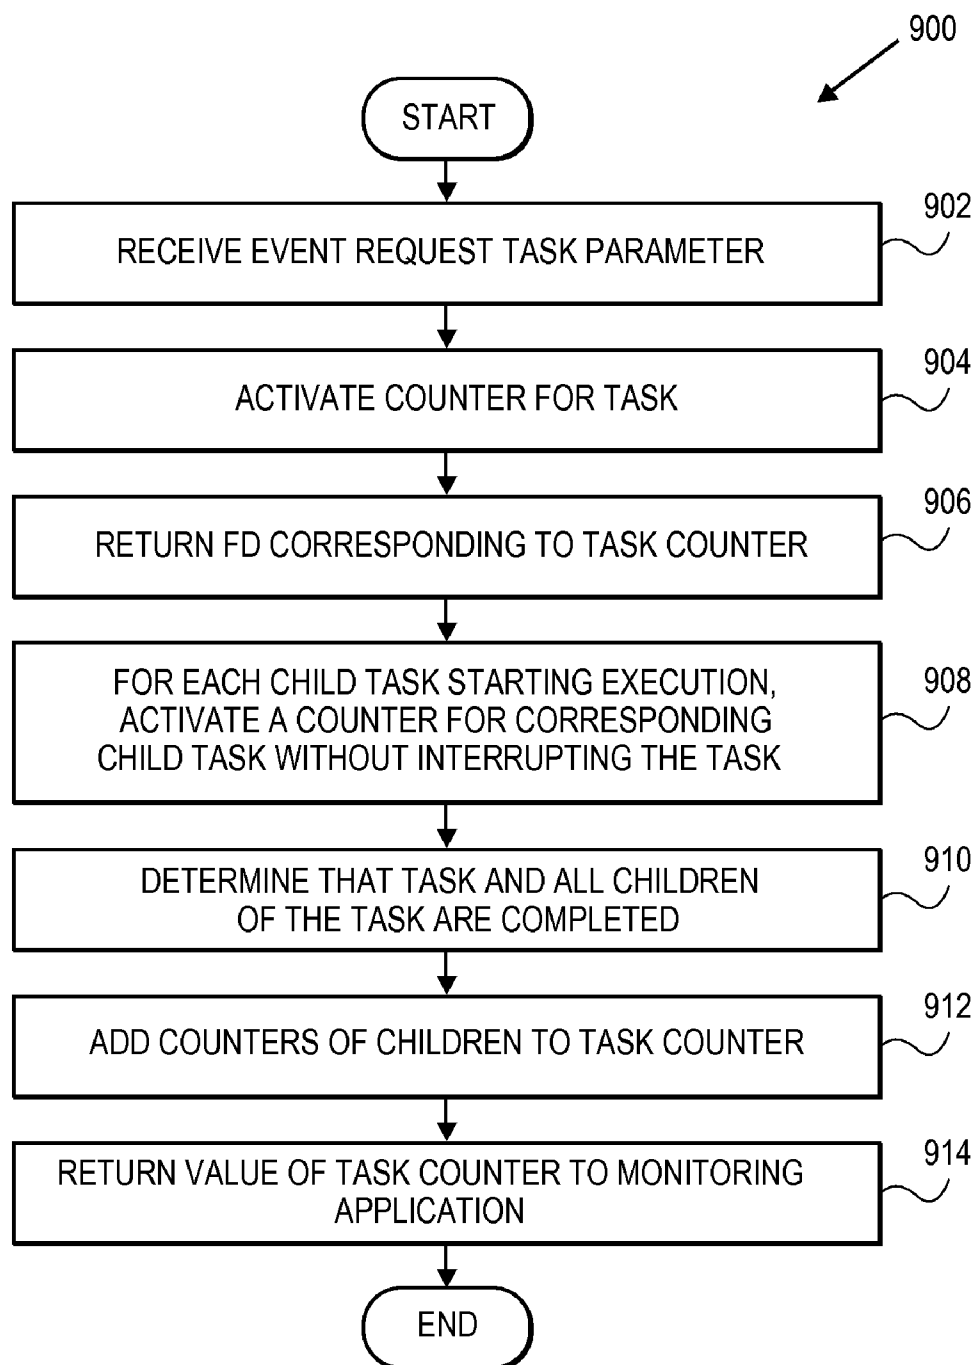 900
START
902
RECEIVE EVENT REQUEST TASK PARAMETER
904
ACTIVATE COUNTER FOR TASK
906
RETURN FD CORRESPONDING TO TASK COUNTER
908
FOR EACH CHILD TASK STARTING EXECUTION,
ACTIVATE A COUNTER FOR CORRESPONDING
CHILD TASK WITHOUT INTERRUPTING THE TASK
910
DETERMINE THAT TASK AND ALL CHILDREN
OF THE TASK ARE COMPLETED
912
ADD COUNTERS OF CHILDREN TO TASK COUNTER
914
RETURN VALUE OF TASK COUNTER TO MONITORING
APPLICATION
END